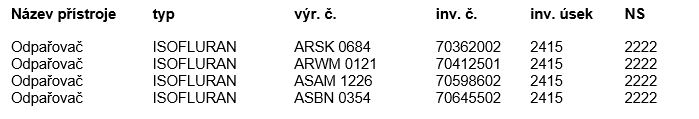 Název přístroje typ výr. č. inv. č. inv. úsek NS
Odpařovač ISOFLURAN ARSK 0684 70362002 2415 2222
Odpařovač ISOFLURAN ARWM 0121 70412501 2415 2222
Odpařovač ISOFLURAN ASAM 1226 70598602 2415 2222
Odpařovač ISOFLURAN ASBN 0354 70645502 2415 2222